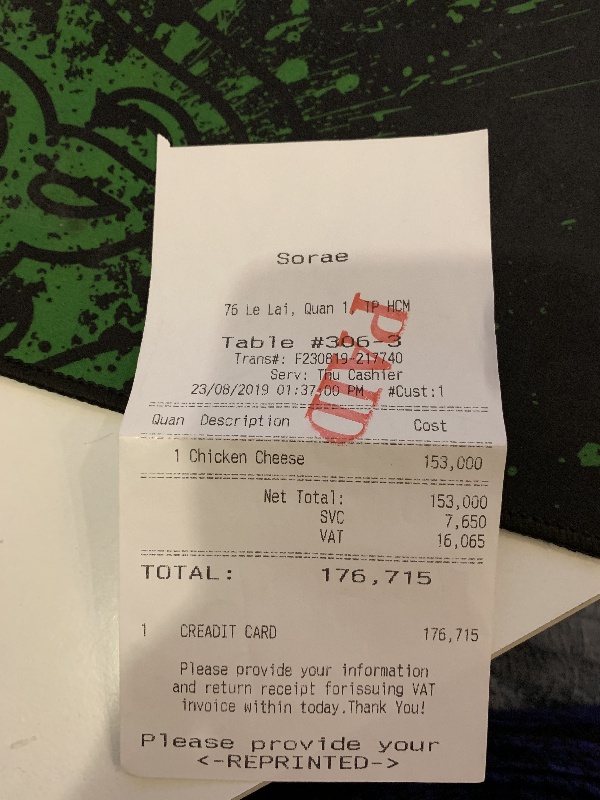 Sorae
76 Le Lai, Quan 1, TP HCM
Table #306-3
Trans#: F230819-217740
Serv: Thu Cashier
23/08/2019 01:37:00 PM #Cust:1
Quan Description Cost
1 Chicken Cheese 153,000
Net Total: 153,000
SVC 7,650
VAT 16,065
TOTAL: 176,715
1 CREADIT CARD 176,715
Please provide your information
and return receipt forissuing VAT
invoice within today.Thank You!
Please provide your
<-REPRINTED->
PAID